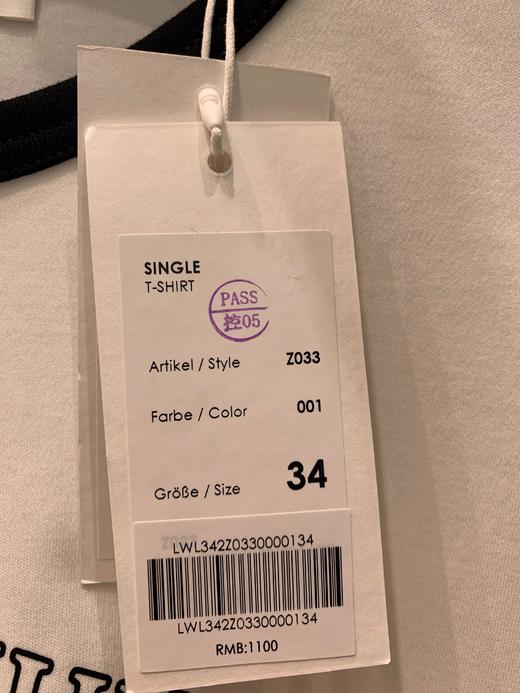 SINGLE
T-SHIRT
PASS
控05
Artikel / Style Z033
Farbe / Color 001
Größe / Size 34
LWL342Z0330000134
LWL342Z0330000134
RMB:1100